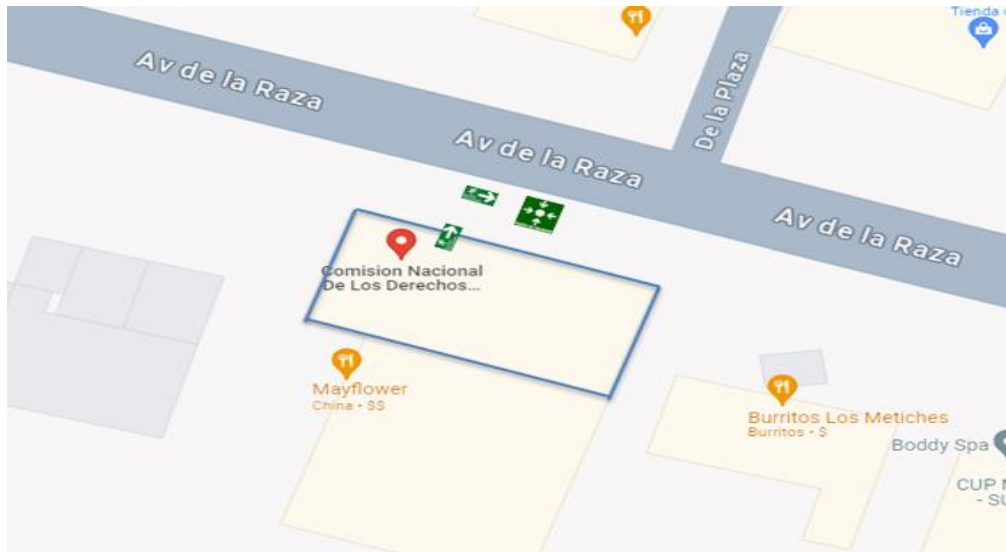 Tienda
Av de la Raza
De la Plaza
Av de la Raza
Av de la Raza
Comision Nacional
De Los Derechos...
Mayflower
China • $$
Burritos Los Metiches
Burritos • $
Boddy Spa
CUP